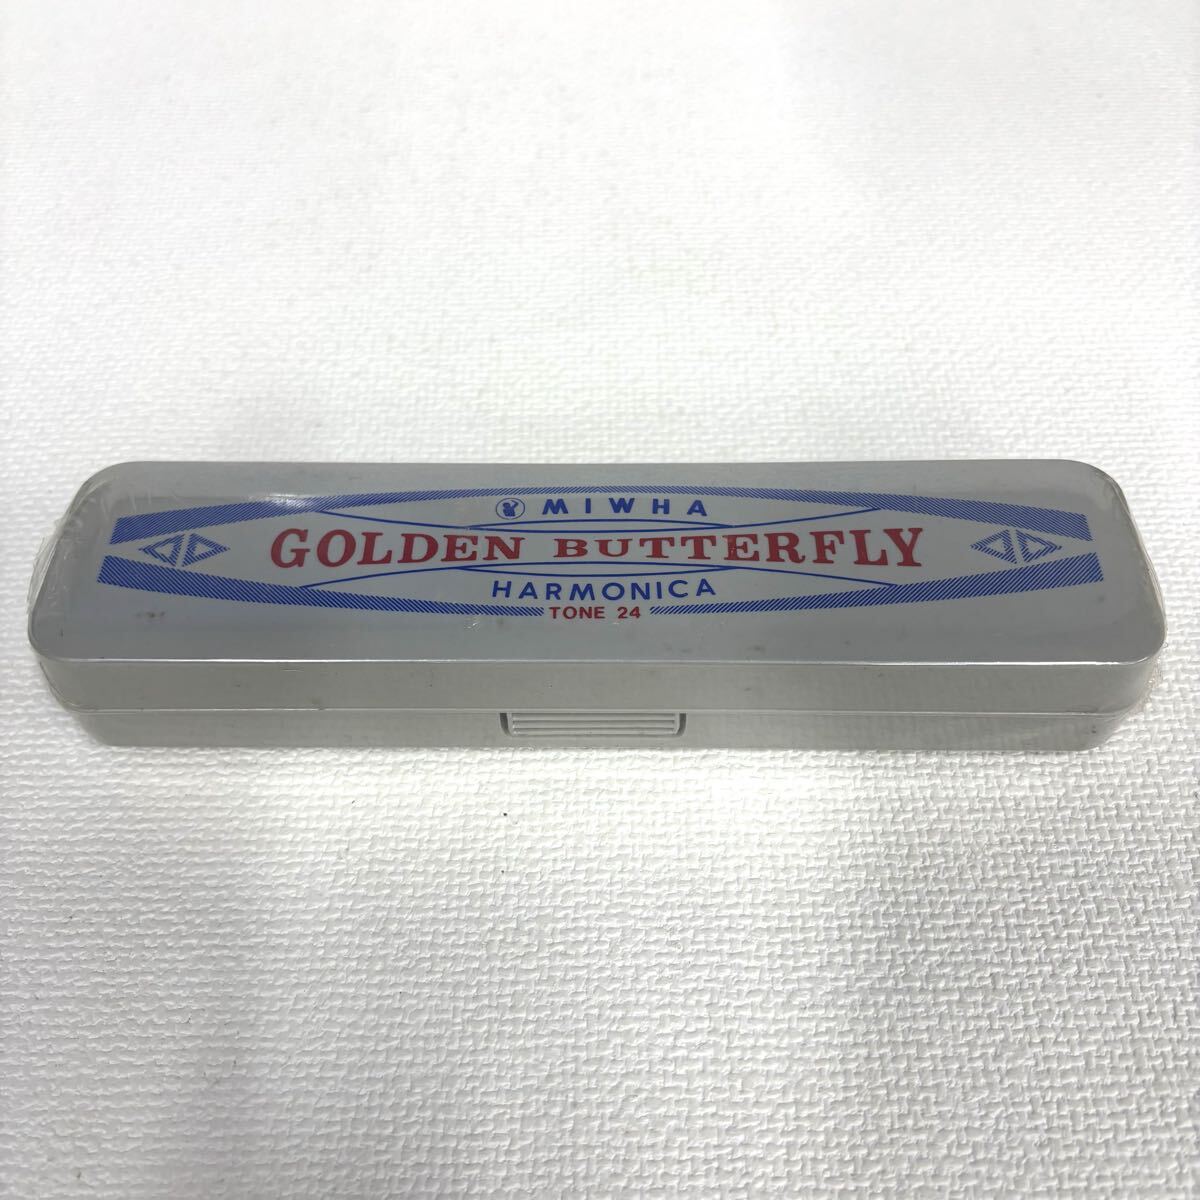 MIWHA
GOLDEN BUTTERFLY
HARMONICA
TONE 24